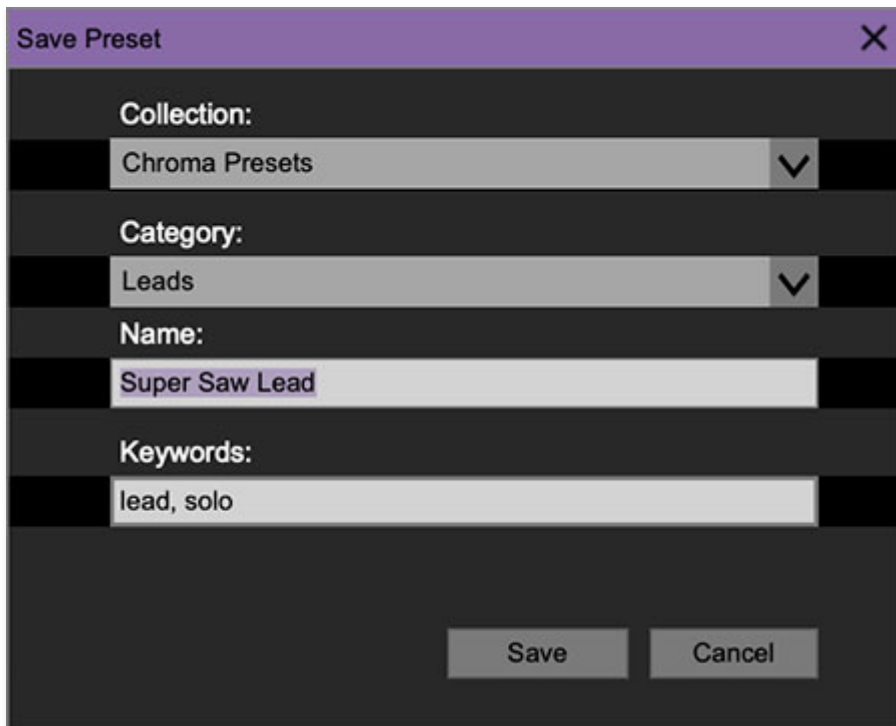 Save Preset
Collection:
Chroma Presets
Category:
Leads
Name:
Super Saw Lead
Keywords:
lead, solo
Save Cancel